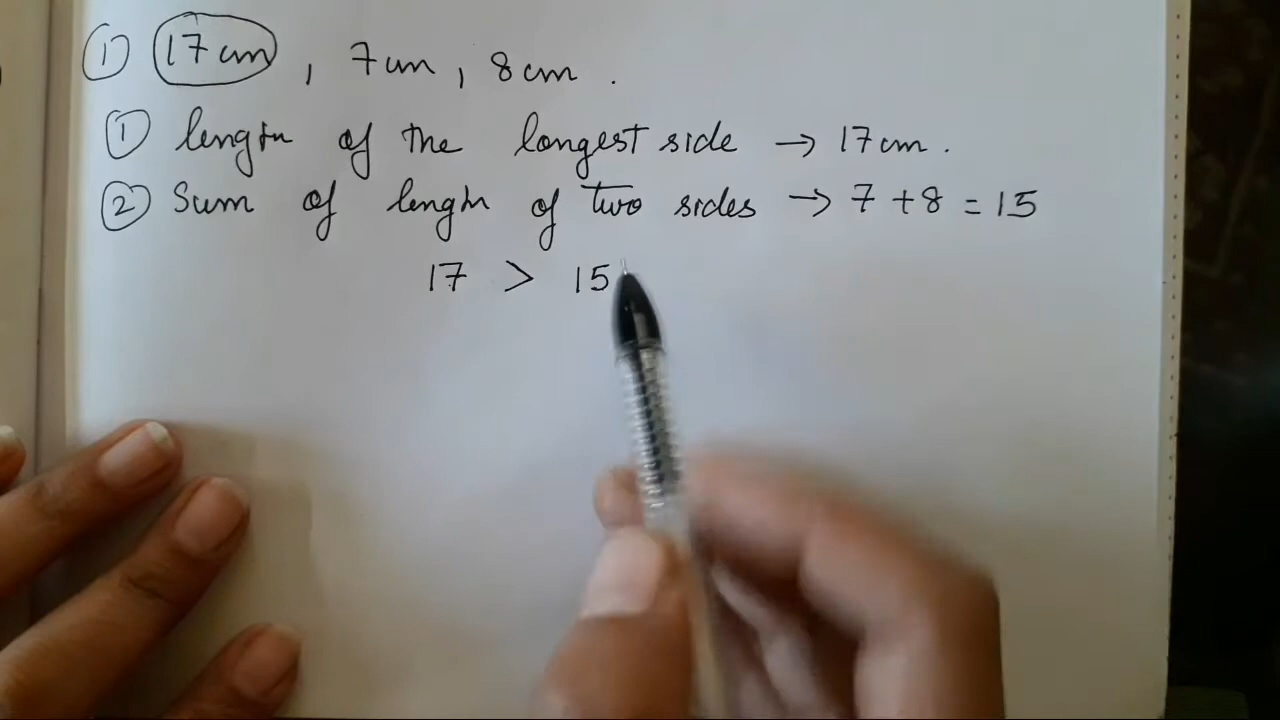 ① 17 cm , 7 cm , 8 cm .
① length of the longest side → 17 cm .
② Sum of length of two sides → 7 + 8 = 15
17 > 15